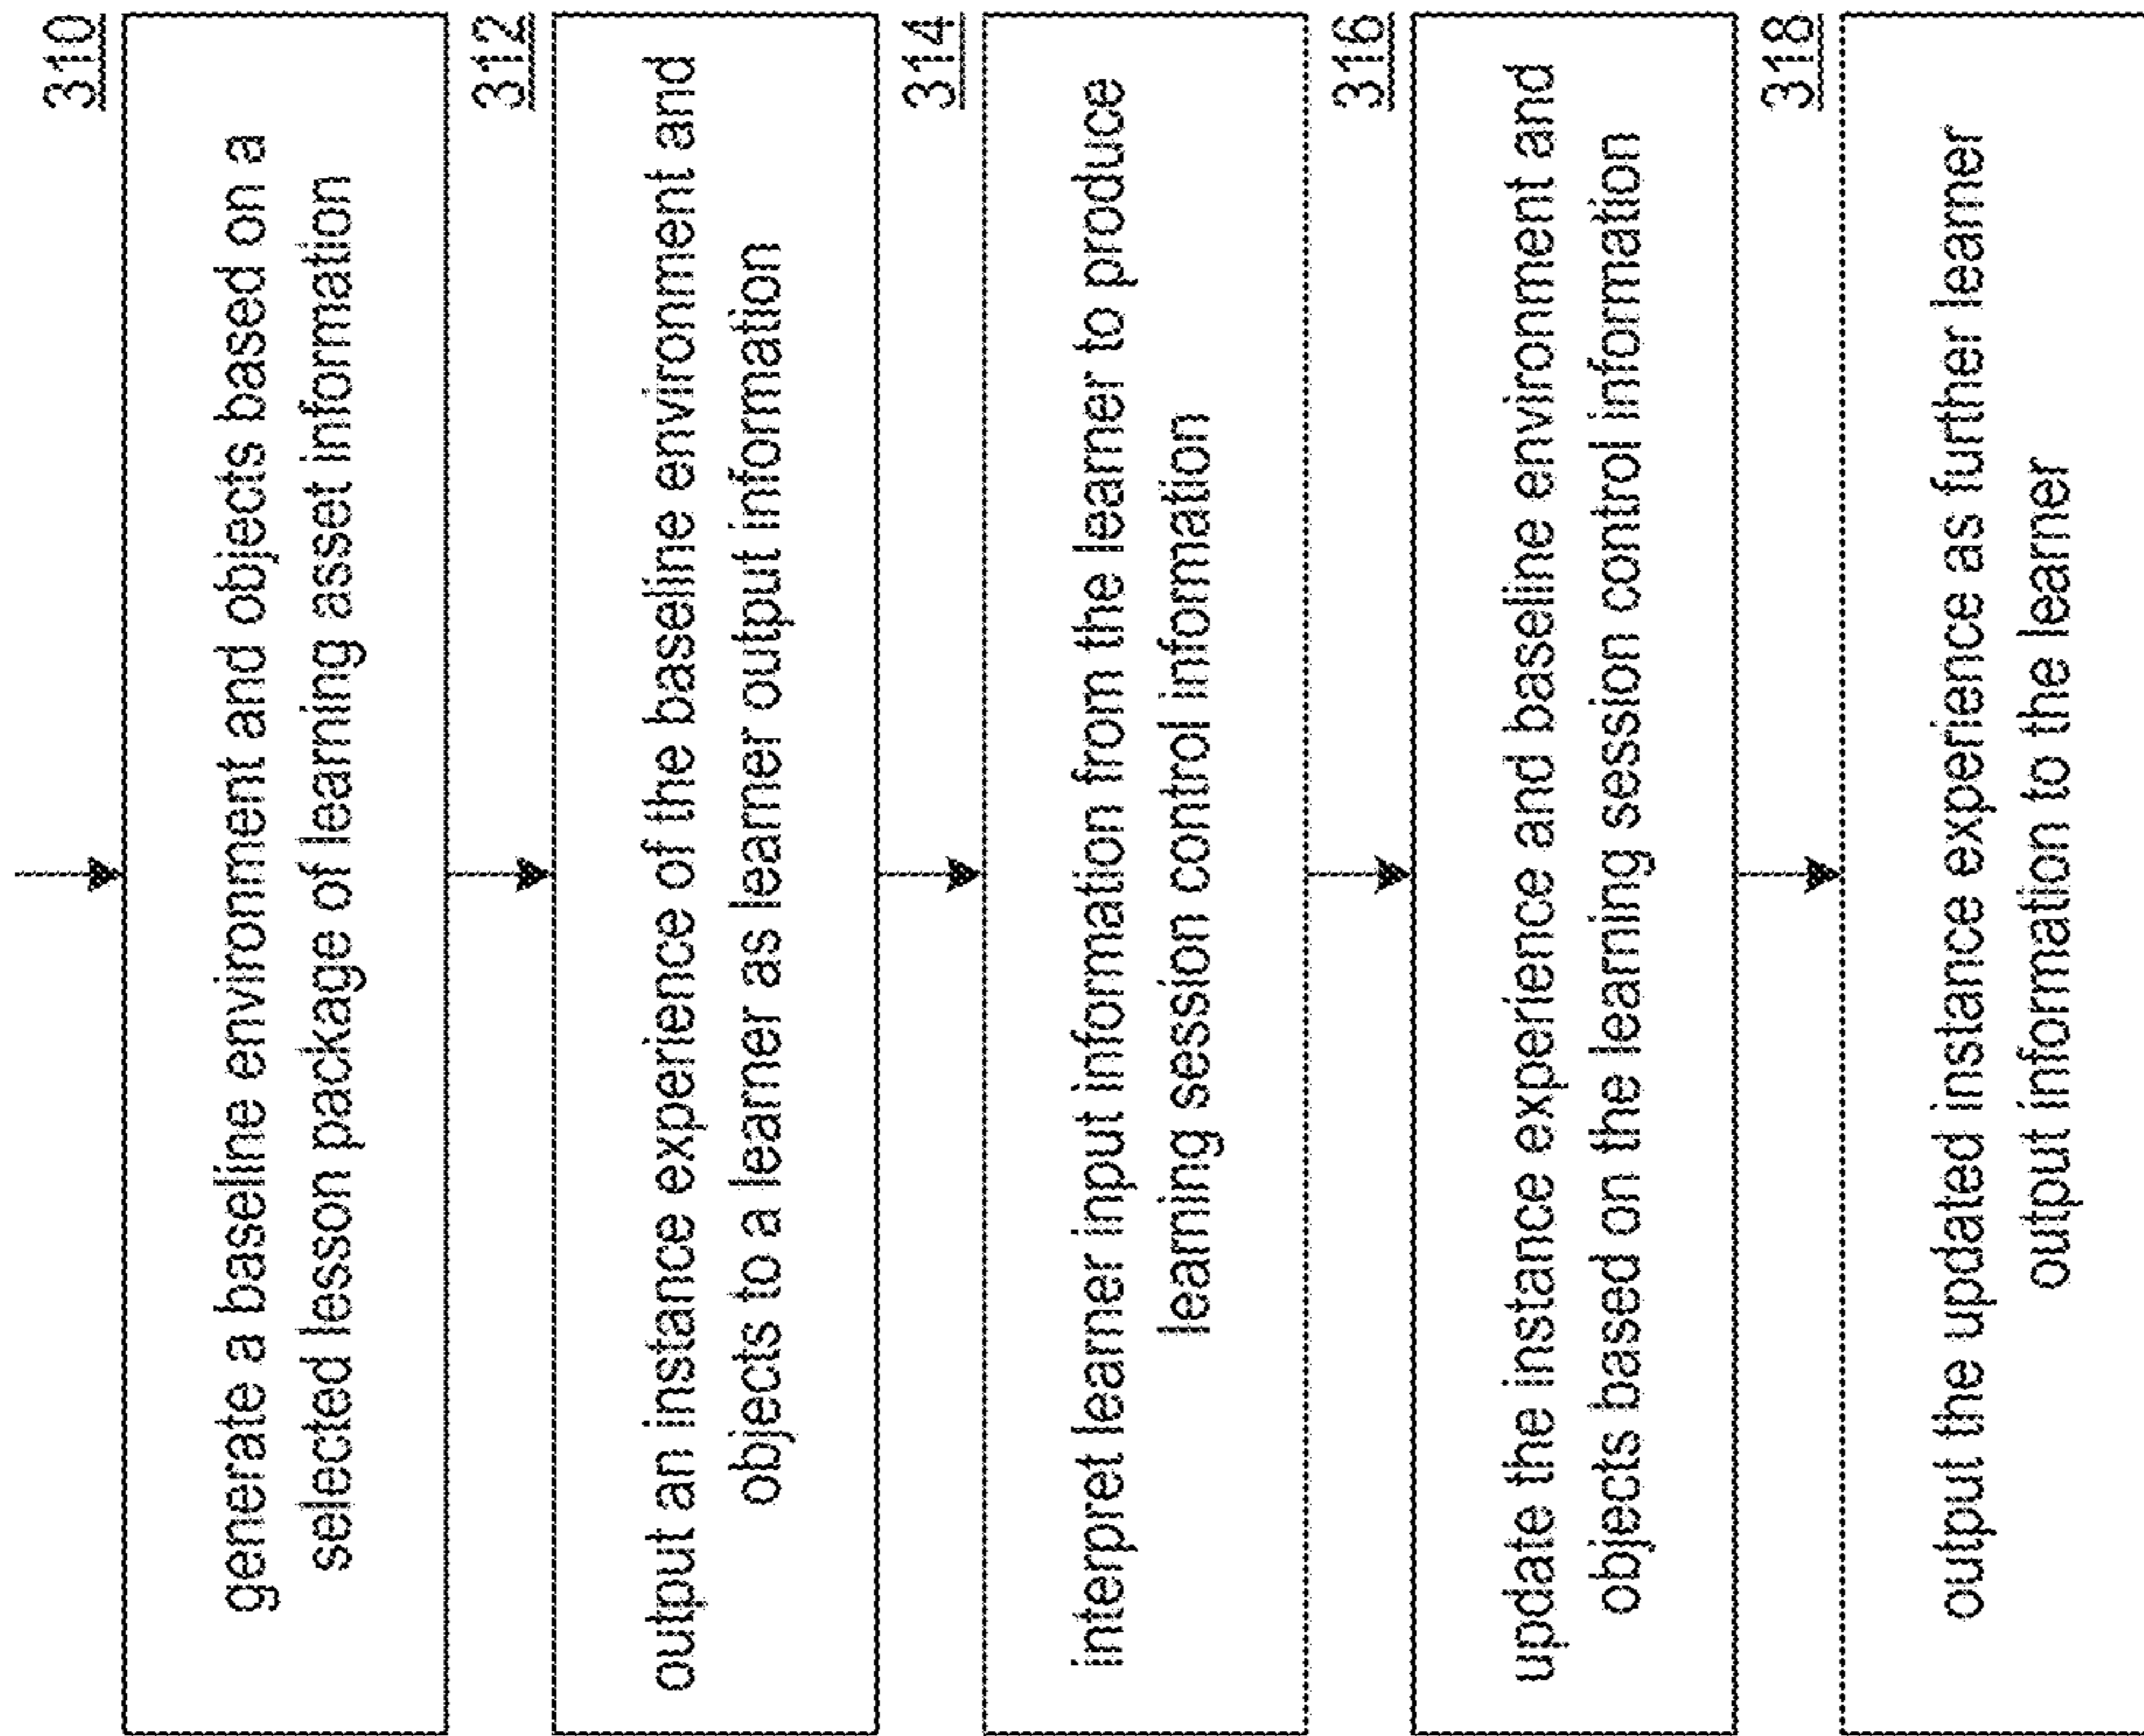 310
generate a baseline environment and objects based on a
selected lesson package of learning asset information
312
output an instance experience of the baseline environment and
objects to a learner as learner output information
314
interpret learner input information from the learner to produce
learning session control information
316
update the instance experience and baseline environment and
objects based on the learning session control information
318
output the updated instance experience as further learner
output information to the learner